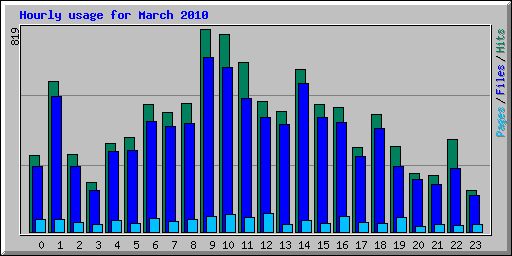 Hourly usage for March 2010
819
Pages/Files/Hits
0 1 2 3 4 5 6 7 8 9 10 11 12 13 14 15 16 17 18 19 20 21 22 23